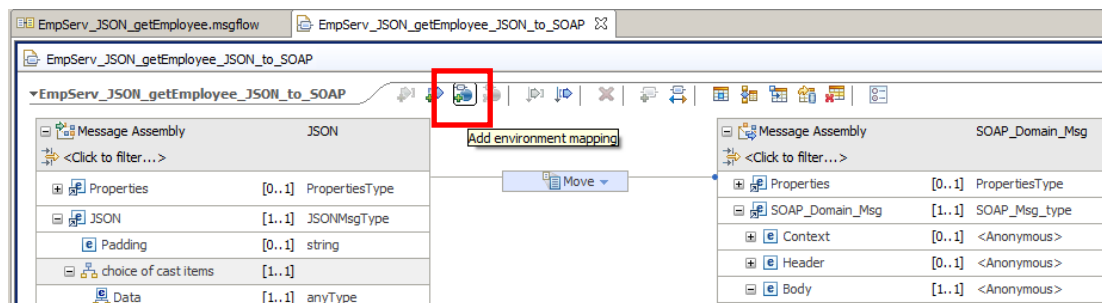 EmpServ_JSON_getEmployee.msgflow EmpServ_JSON_getEmployee_JSON_to_SOAP
EmpServ_JSON_getEmployee_JSON_to_SOAP
EmpServ_JSON_getEmployee_JSON_to_SOAP
Add environment mapping
Message Assembly JSON
<Click to filter...>
Properties [0..1] PropertiesType
JSON [1..1] JSONMsgType
Padding [0..1] string
choice of cast items [1..1]
Data [1..1] anyType
Move
Message Assembly SOAP_Domain_Msg
<Click to filter...>
Properties [0..1] PropertiesType
SOAP_Domain_Msg [1..1] SOAP_Msg_type
Context [0..1] <Anonymous>
Header [0..1] <Anonymous>
Body [1..1] <Anonymous>